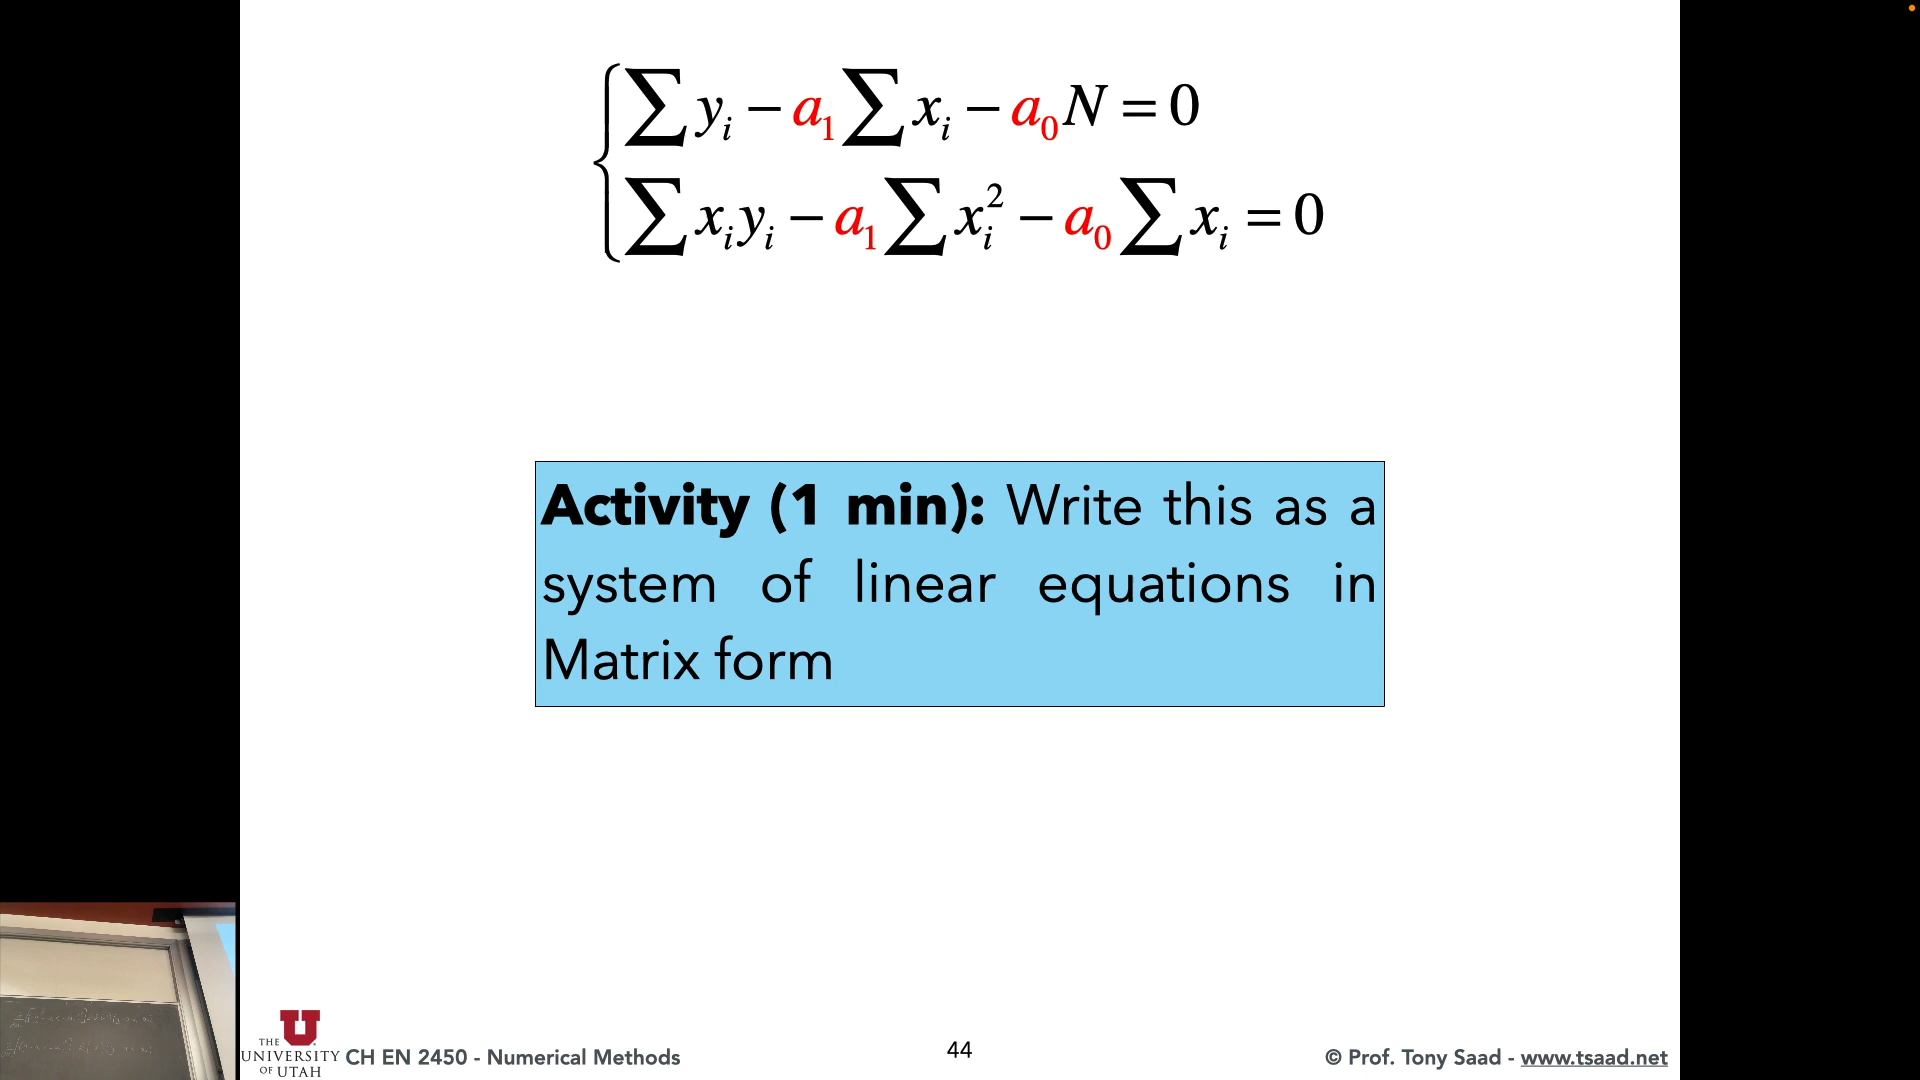 ∑yᵢ − a₁∑xᵢ − a₀N = 0
∑xᵢyᵢ − a₁∑xᵢ² − a₀∑xᵢ = 0
Activity (1 min): Write this as a
system of linear equations in
Matrix form
THE
UNIVERSITY
OF UTAH
CH EN 2450 - Numerical Methods
44
© Prof. Tony Saad - www.tsaad.net